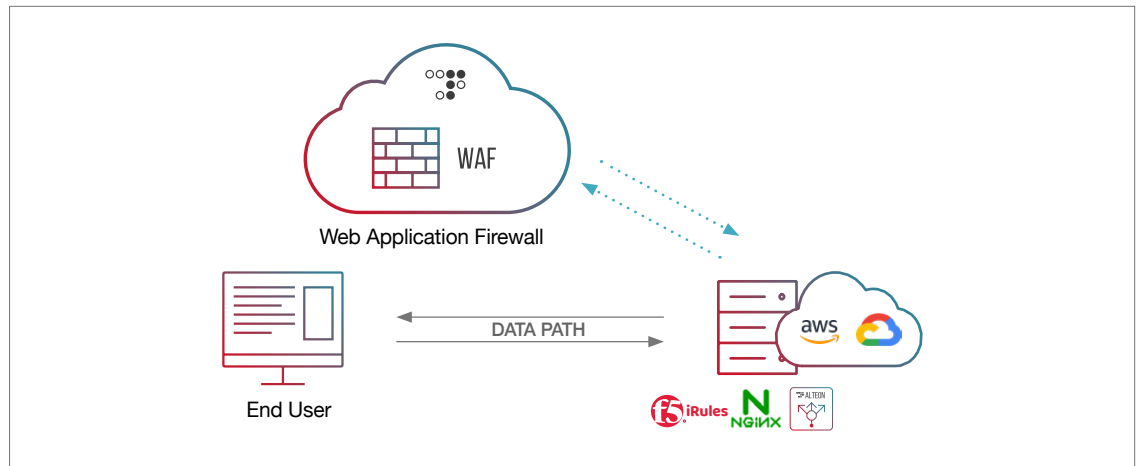 WAF
Web Application Firewall
DATA PATH
aws
End User
f5 iRules
NGiNX
ALTEON